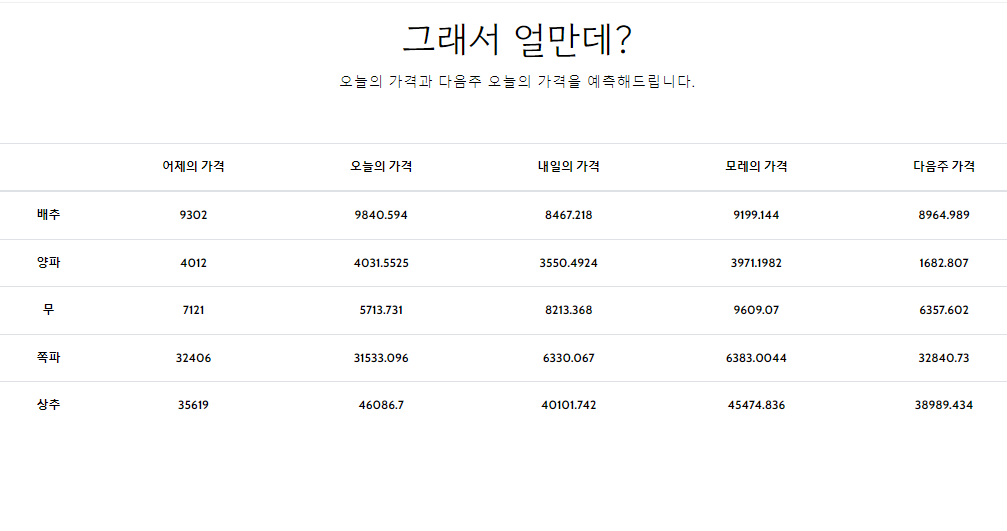 그래서 얼만데?
오늘의 가격과 다음주 오늘의 가격을 예측해드립니다.
어제의 가격 오늘의 가격 내일의 가격 모레의 가격 다음주 가격
배추 9302 9840.594 8467.218 9199.144 8964.989
양파 4012 4031.5525 3550.4924 3971.1982 1682.807
무 7121 5713.731 8213.368 9609.07 6357.602
쪽파 32406 31533.096 6330.067 6383.0044 32840.73
상추 35619 46086.7 40101.742 45474.836 38989.434